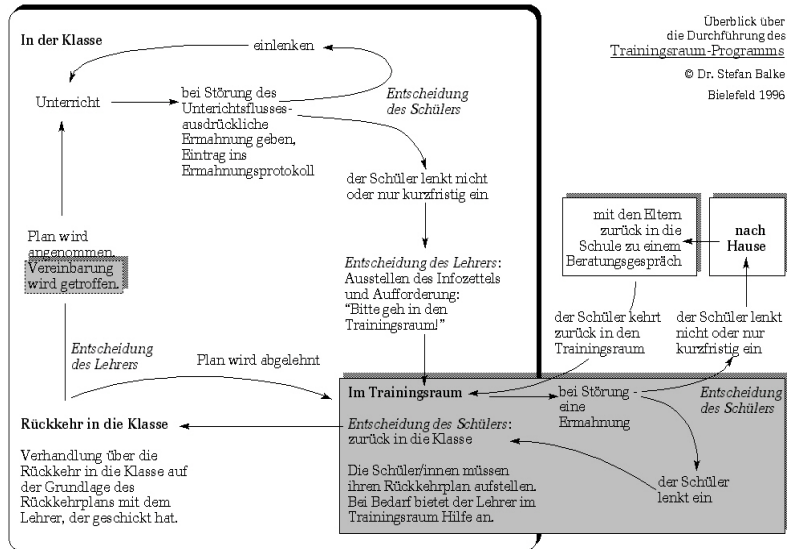 Überblick über
die Durchführung des
Trainingsraum-Programms
© Dr. Stefan Balke
Bielefeld 1996
In der Klasse
einlenken
Unterricht
bei Störung des
Unterichtsflusses
ausdrückliche
Ermahnung geben,
Eintrag ins
Ermahnungsprotokoll
Entscheidung
des Schülers
der Schüler lenkt nicht
oder nur kurzfristig ein
Entscheidung des Lehrers:
Ausstellen des Infozettels
und Aufforderung:
"Bitte geh in den
Trainingsraum!"
Plan wird
angenommen.
Vereinbarung
wird getroffen.
Entscheidung
des Lehrers
Plan wird abgelehnt
Rückkehr in die Klasse
Verhandlung über die
Rückkehr in die Klasse auf
der Grundlage des
Rückkehrplans mit dem
Lehrer, der geschickt hat.
mit den Eltern
zurück in die
Schule zu einem
Beratungsgespräch
nach
Hause
der Schüler kehrt
zurück in den
Trainingsraum
der Schüler lenkt
nicht oder nur
kurzfristig ein
Im Trainingsraum
bei Störung
eine
Ermahnung
Entscheidung
des Schülers
Entscheidung des Schülers:
zurück in die Klasse
Die Schüler/innen müssen
ihren Rückkehrplan aufstellen.
Bei Bedarf bietet der Lehrer im
Trainingsraum Hilfe an.
der Schüler
lenkt ein